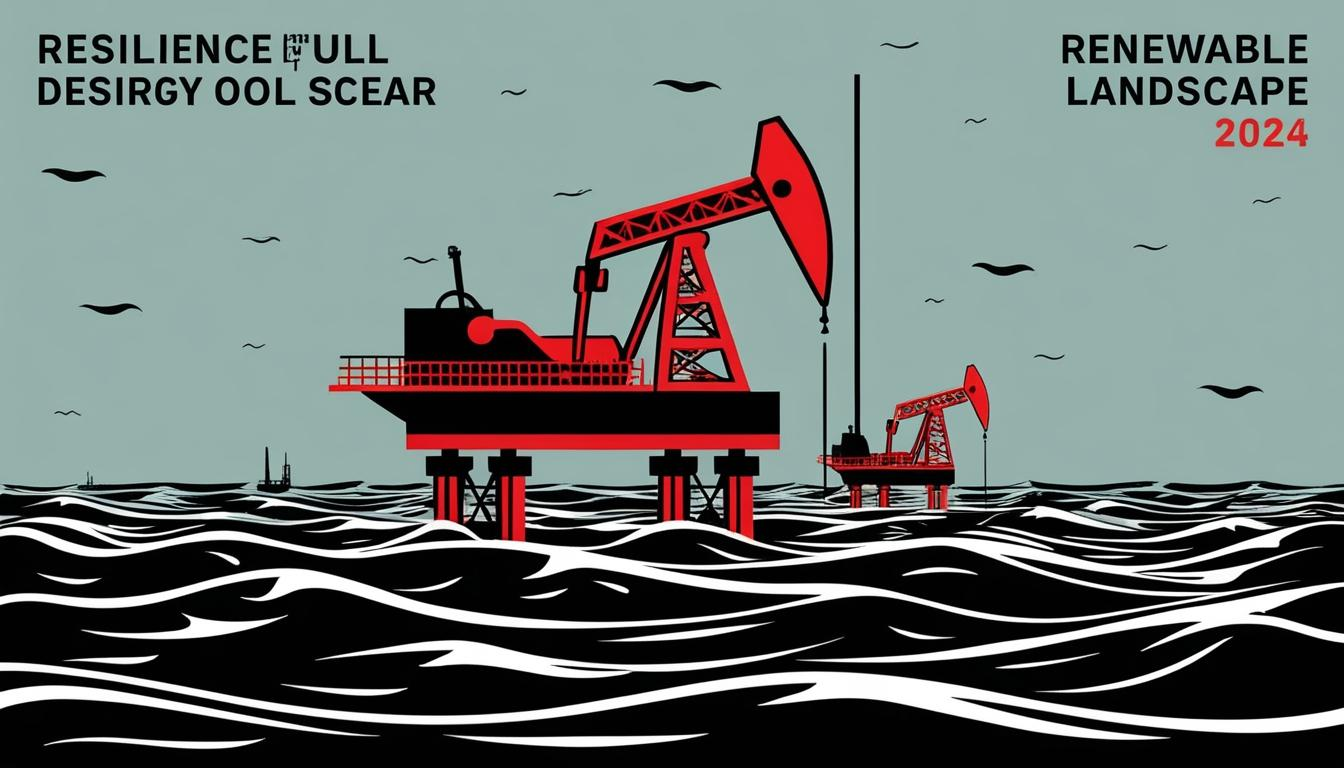 RESILIENCE
DESIRGY OOL SCEAR
RENEWABLE
LANDSCAPE
2024